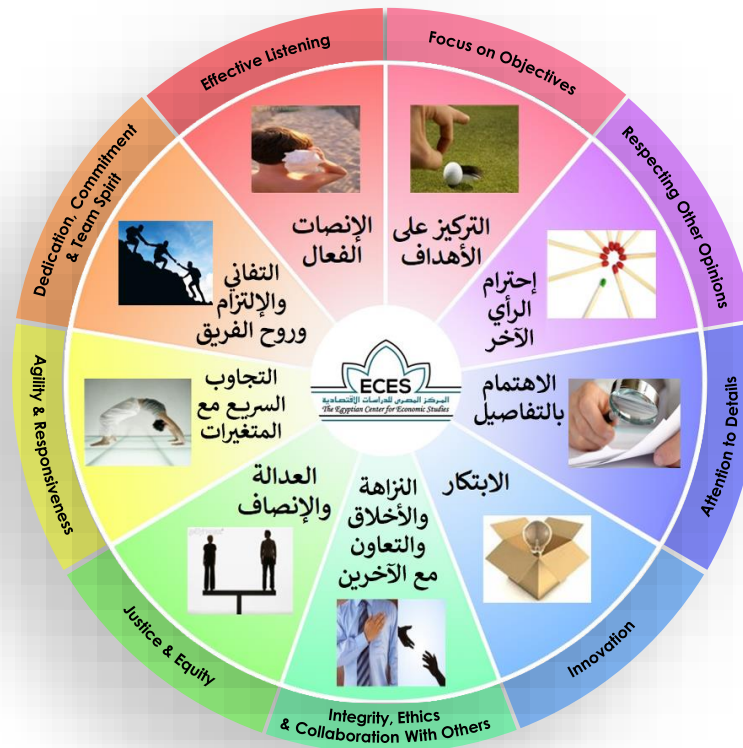 Effective Listening
Focus on Objectives
Respecting Other Opinions
Attention to Details
Innovation
Integrity, Ethics
& Collaboration With Others
Justice & Equity
Agility & Responsiveness
Dedication, Commitment
& Team Spirit
الإنصات
الفعال
التركيز على
الأهداف
إحترام
الرأي
الآخر
الاهتمام
بالتفاصيل
الابتكار
النزاهة
والأخلاق
والتعاون
مع الآخرين
العدالة
والإنصاف
التجاوب
السريع مع
المتغيرات
التفاني
والإلتزام
وروح الفريق
ECES
المركز المصرى للدراسات الإقتصادية
The Egyptian Center for Economic Studies